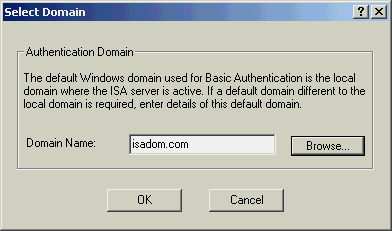 Select Domain
Authentication Domain
The default Windows domain used for Basic Authentication is the local
domain where the ISA server is active. If a default domain different to the
local domain is required, enter details of this default domain.
Domain Name: isadom.com Browse...
OK Cancel